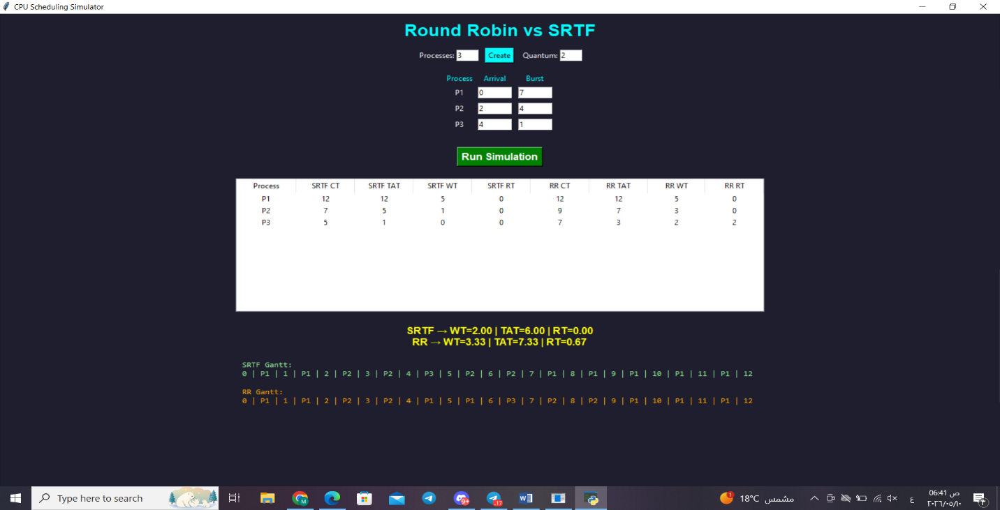 CPU Scheduling Simulator
Round Robin vs SRTF
Processes: 3 Create Quantum: 2
Process Arrival Burst
P1 0 7
P2 2 4
P3 4 1
Run Simulation
Process SRTF CT SRTF TAT SRTF WT SRTF RT RR CT RR TAT RR WT RR RT
P1 12 12 5 0 12 12 5 0
P2 7 5 1 0 9 7 3 0
P3 5 1 0 0 7 3 2 2
SRTF → WT=2.00 | TAT=6.00 | RT=0.00
RR → WT=3.33 | TAT=7.33 | RT=0.67
SRTF Gantt:
0 | P1 | 1 | P1 | 2 | P2 | 3 | P2 | 4 | P3 | 5 | P2 | 6 | P2 | 7 | P1 | 8 | P1 | 9 | P1 | 10 | P1 | 11 | P1 | 12
RR Gantt:
0 | P1 | 1 | P1 | 2 | P2 | 3 | P2 | 4 | P1 | 5 | P1 | 6 | P3 | 7 | P2 | 8 | P2 | 9 | P1 | 10 | P1 | 11 | P1 | 12
Type here to search
M
9+
17
W
1
18°C مشمس
ع
06:41 ص
٢٠٢٦/٠٥/١٠
٣